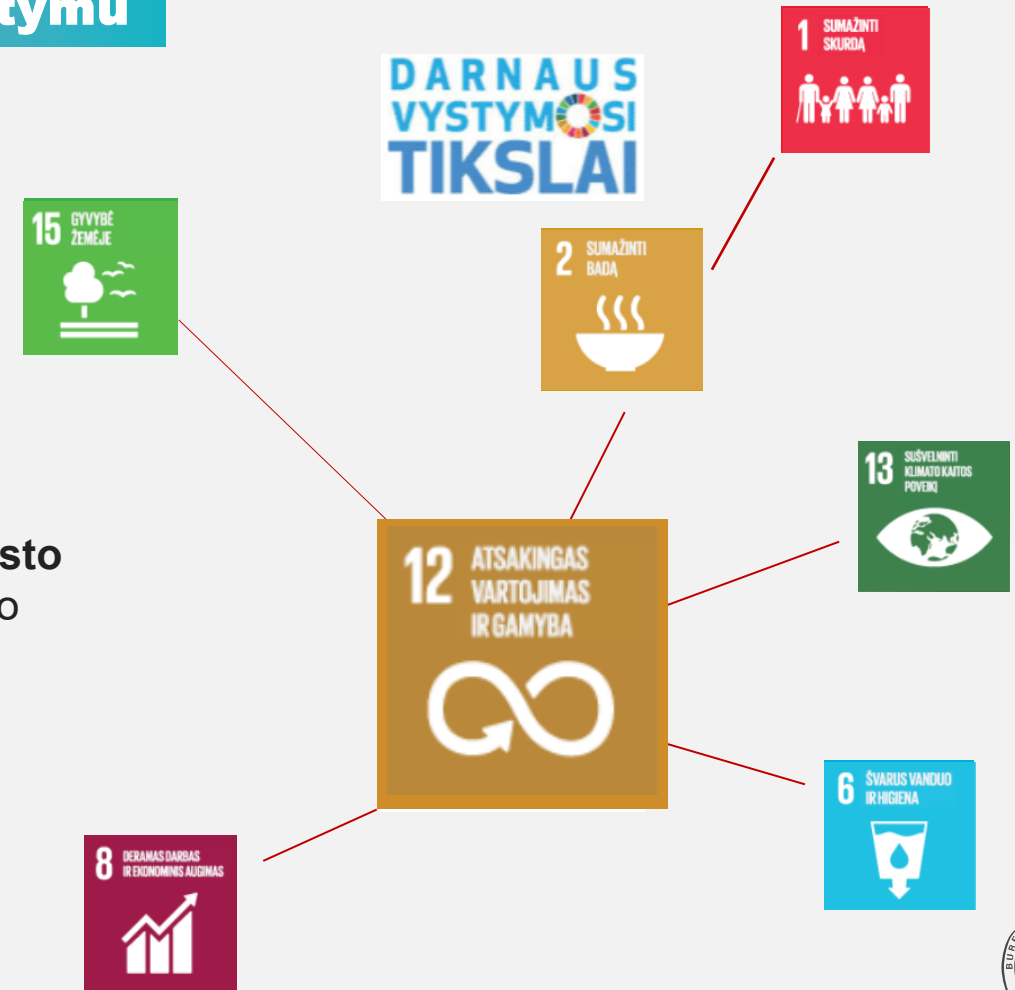 tymu
1 SUMAŽINTI
SKURDĄ
DARNAUS
VYSTYMOSI
TIKSLAI
15 GYVYBĖ
ŽEMĖJE
2 SUMAŽINTI
BADĄ
13 SUŠVELNINTI
KLIMATO KAITOS
POVEIKĮ
sto
o
12 ATSAKINGAS
VARTOJIMAS
IR GAMYBA
6 ŠVARUS VANDUO
IR HIGIENA
8 DERAMAS DARBAS
IR EKONOMINIS AUGIMAS
BURE